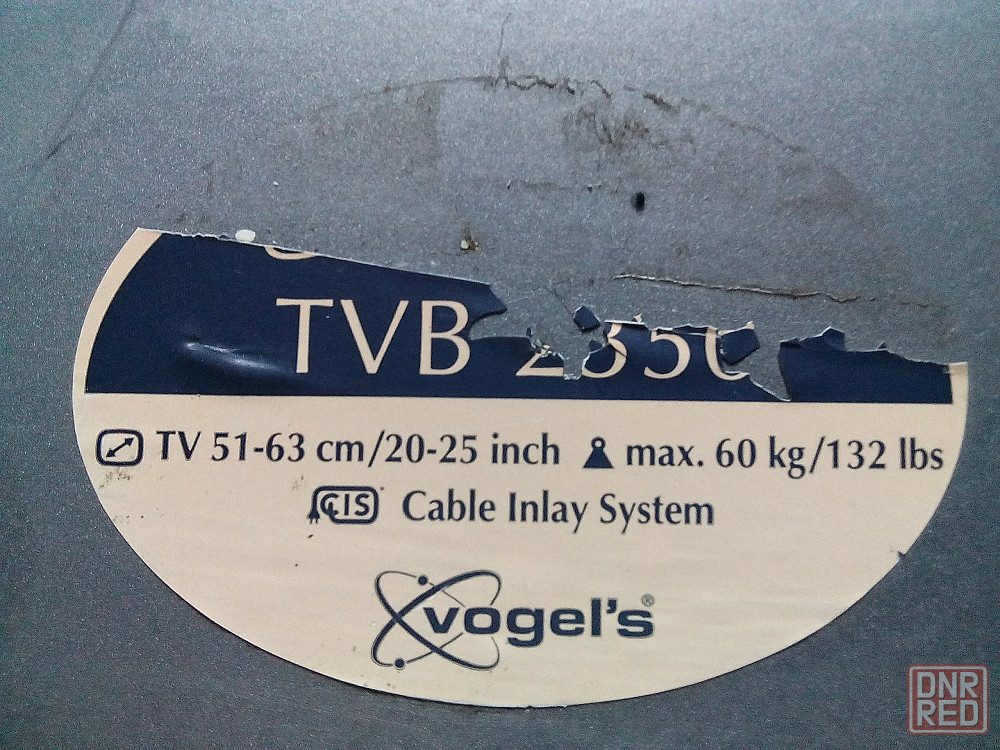 TVB 2350
TV 51-63 cm/20-25 inch max. 60 kg/132 lbs
CIS Cable Inlay System
vogel's®
DNR
RED